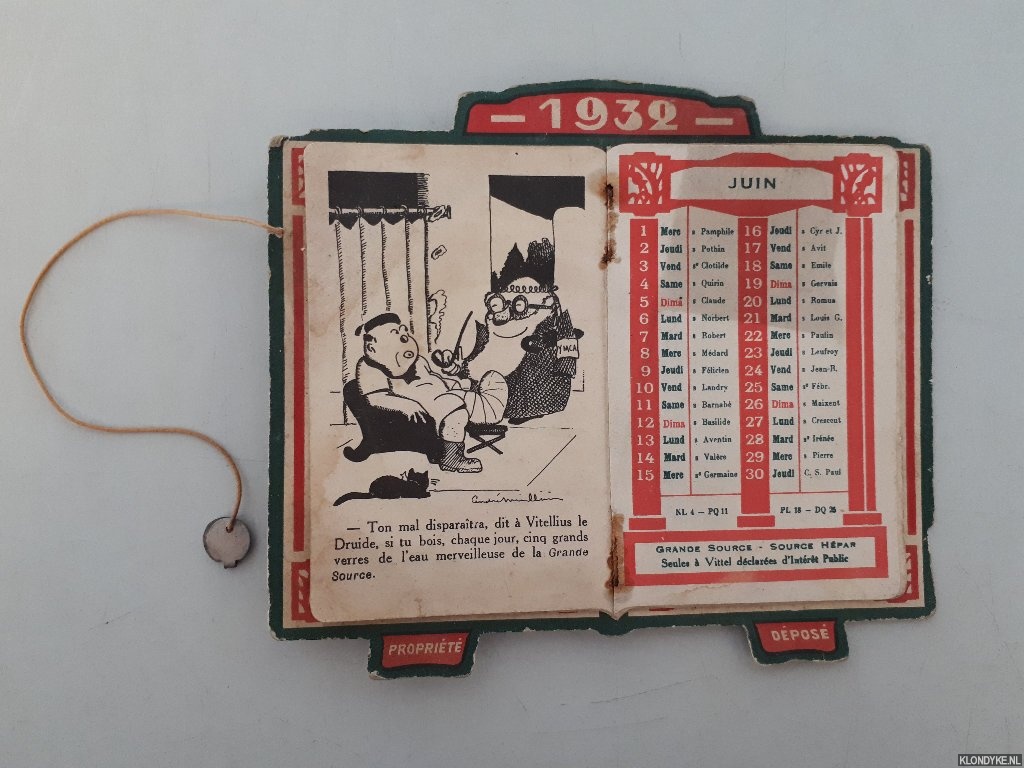 — 1932 —
YMCA
André Millin
— Ton mal disparaîtra, dit à Vitellius le
Druide, si tu bois, chaque jour, cinq grands
verres de l'eau merveilleuse de la Grande
Source.
JUIN
1 Merc s Pamphile 16 Jeudi s Cyr et J.
2 Jeudi s Pothin 17 Vend s Avit
3 Vend sᵉ Clotilde 18 Same s Emile
4 Same s Quirin 19 Dima s Gervais
5 Dima s Claude 20 Lund s Romua
6 Lund s Norbert 21 Mard s Louis G.
7 Mard s Robert 22 Merc s Paulin
8 Merc s Médard 23 Jeudi s Leufroy
9 Jeudi s Félicien 24 Vend s Jean-B.
10 Vend s Landry 25 Same sᵉ Fébr.
11 Same s Barnabé 26 Dima s Maixent
12 Dima s Basilide 27 Lund s Crescent
13 Lund s Aventin 28 Mard sᵗ Irénée
14 Mard s Valère 29 Merc s Pierre
15 Merc sᵉ Germaine 30 Jeudi C. S. Paul
NL 4 – PQ 11 PL 18 - DQ 25
GRANDE SOURCE - SOURCE HÉPAR
Seules à Vittel déclarées d'Intérêt Public
PROPRIÉTÉ
DÉPOSÉ
KLONDYKE.NL